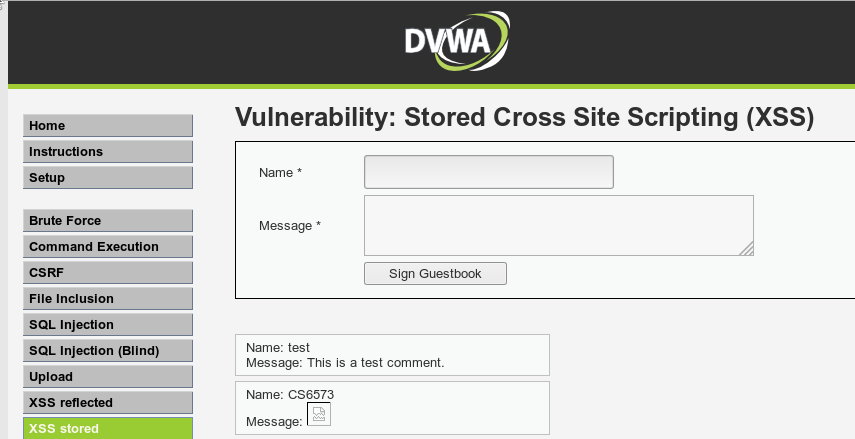 DVWA
Vulnerability: Stored Cross Site Scripting (XSS)
Home
Instructions
Setup
Brute Force
Command Execution
CSRF
File Inclusion
SQL Injection
SQL Injection (Blind)
Upload
XSS reflected
XSS stored
Name *
Message *
Sign Guestbook
Name: test
Message: This is a test comment.
Name: CS6573
Message: